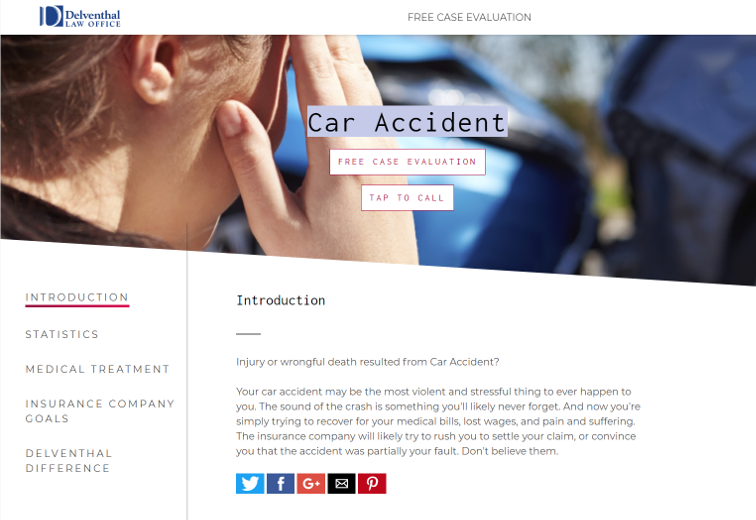 Delventhal
LAW OFFICE
FREE CASE EVALUATION
Car Accident
FREE CASE EVALUATION
TAP TO CALL
INTRODUCTION
STATISTICS
MEDICAL TREATMENT
INSURANCE COMPANY
GOALS
DELVENTHAL
DIFFERENCE
Introduction
Injury or wrongful death resulted from Car Accident?
Your car accident may be the most violent and stressful thing to ever happen to
you. The sound of the crash is something you'll likely never forget. And now you're
simply trying to recover for your medical bills, lost wages, and pain and suffering.
The insurance company will likely try to rush you to settle your claim, or convince
you that the accident was partially your fault. Don't believe them.